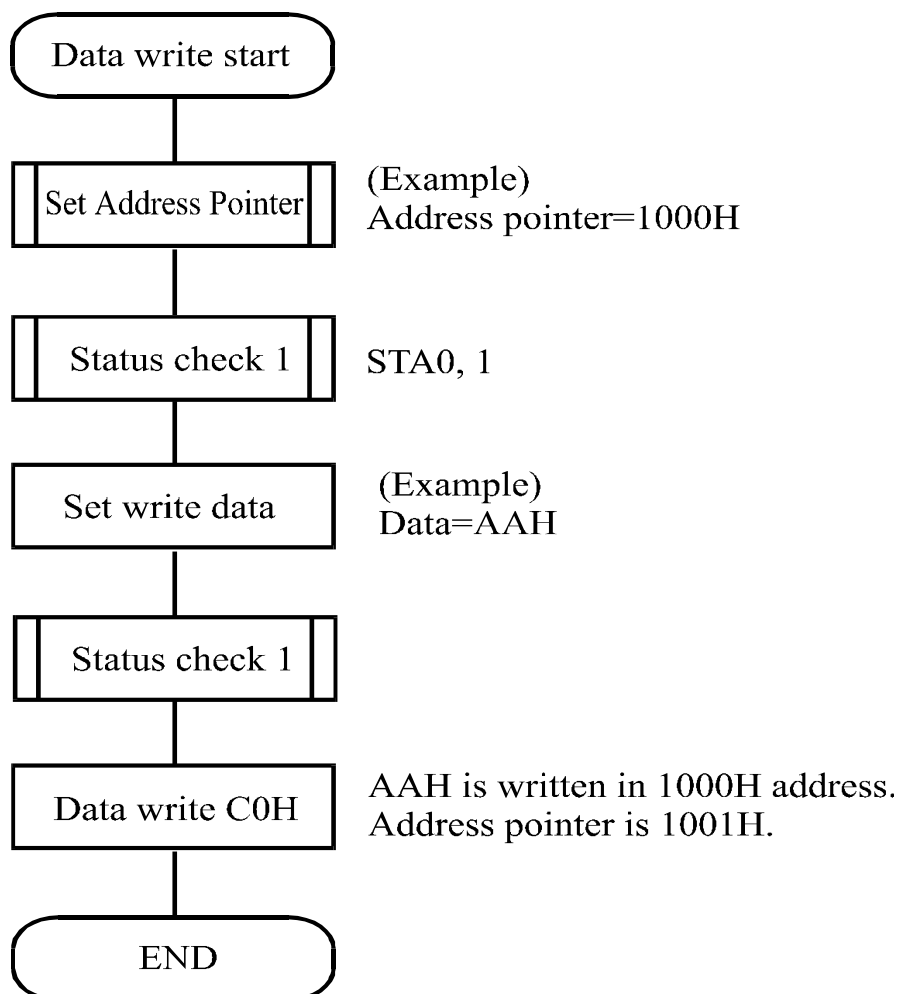 Data write start
Set Address Pointer
(Example)
Address pointer=1000H
Status check 1
STA0, 1
Set write data
(Example)
Data=AAH
Status check 1
Data write C0H
AAH is written in 1000H address.
Address pointer is 1001H.
END